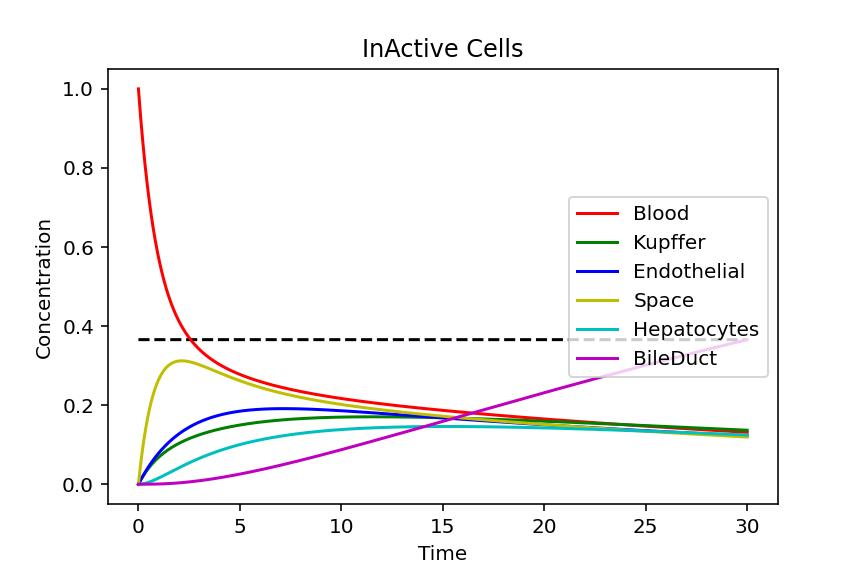 InActive Cells
Concentration
1.0
0.8
0.6
0.4
0.2
0.0
Blood
Kupffer
Endothelial
Space
Hepatocytes
BileDuct
0 5 10 15 20 25 30
Time